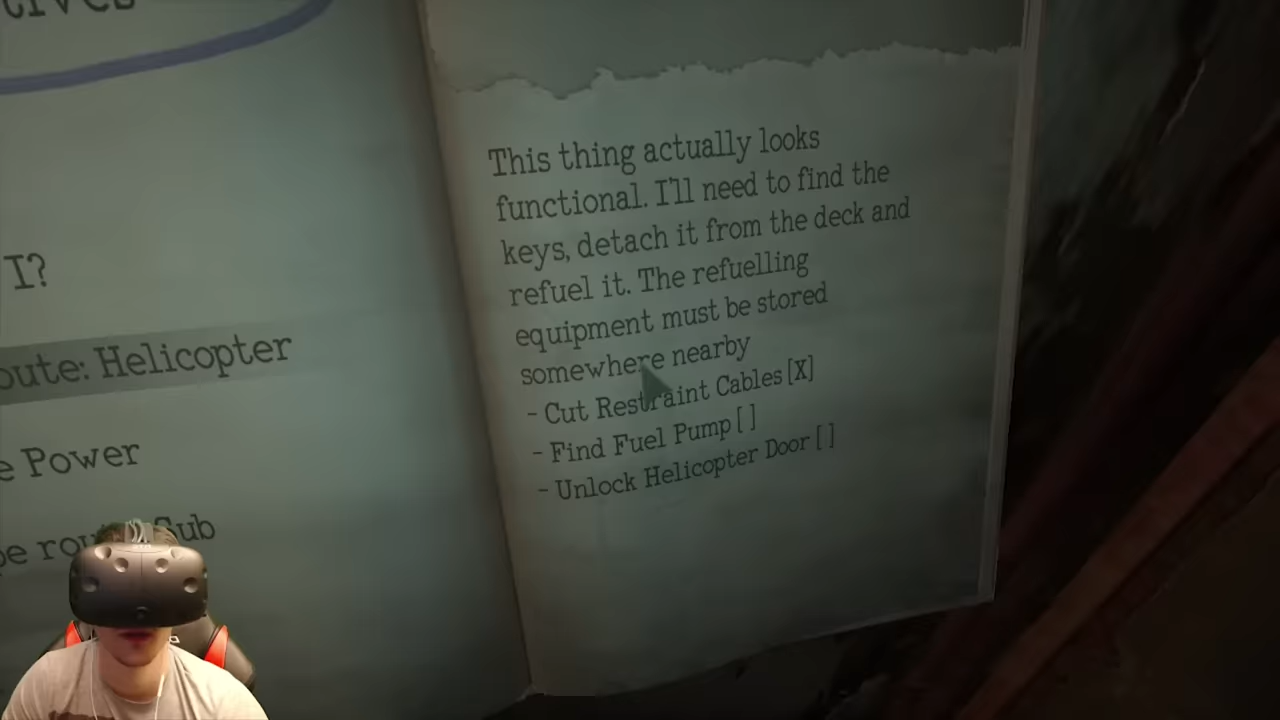 I?
Helicopter
Power
Sub
This thing actually looks
functional. I'll need to find the
keys, detach it from the deck and
refuel it. The refuelling
equipment must be stored
somewhere nearby
- Cut Restraint Cables [X]
- Find Fuel Pump [ ]
- Unlock Helicopter Door [ ]